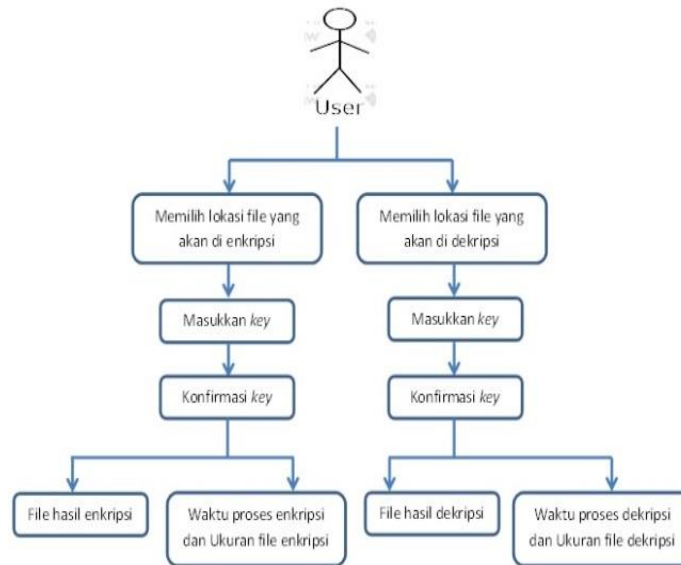 User
Memilih lokasi file yang
akan di enkripsi
Memilih lokasi file yang
akan di dekripsi
Masukkan key
Masukkan key
Konfirmasi key
Konfirmasi key
File hasil enkripsi
Waktu proses enkripsi
dan Ukuran file enkripsi
File hasil dekripsi
Waktu proses dekripsi
dan Ukuran file dekripsi